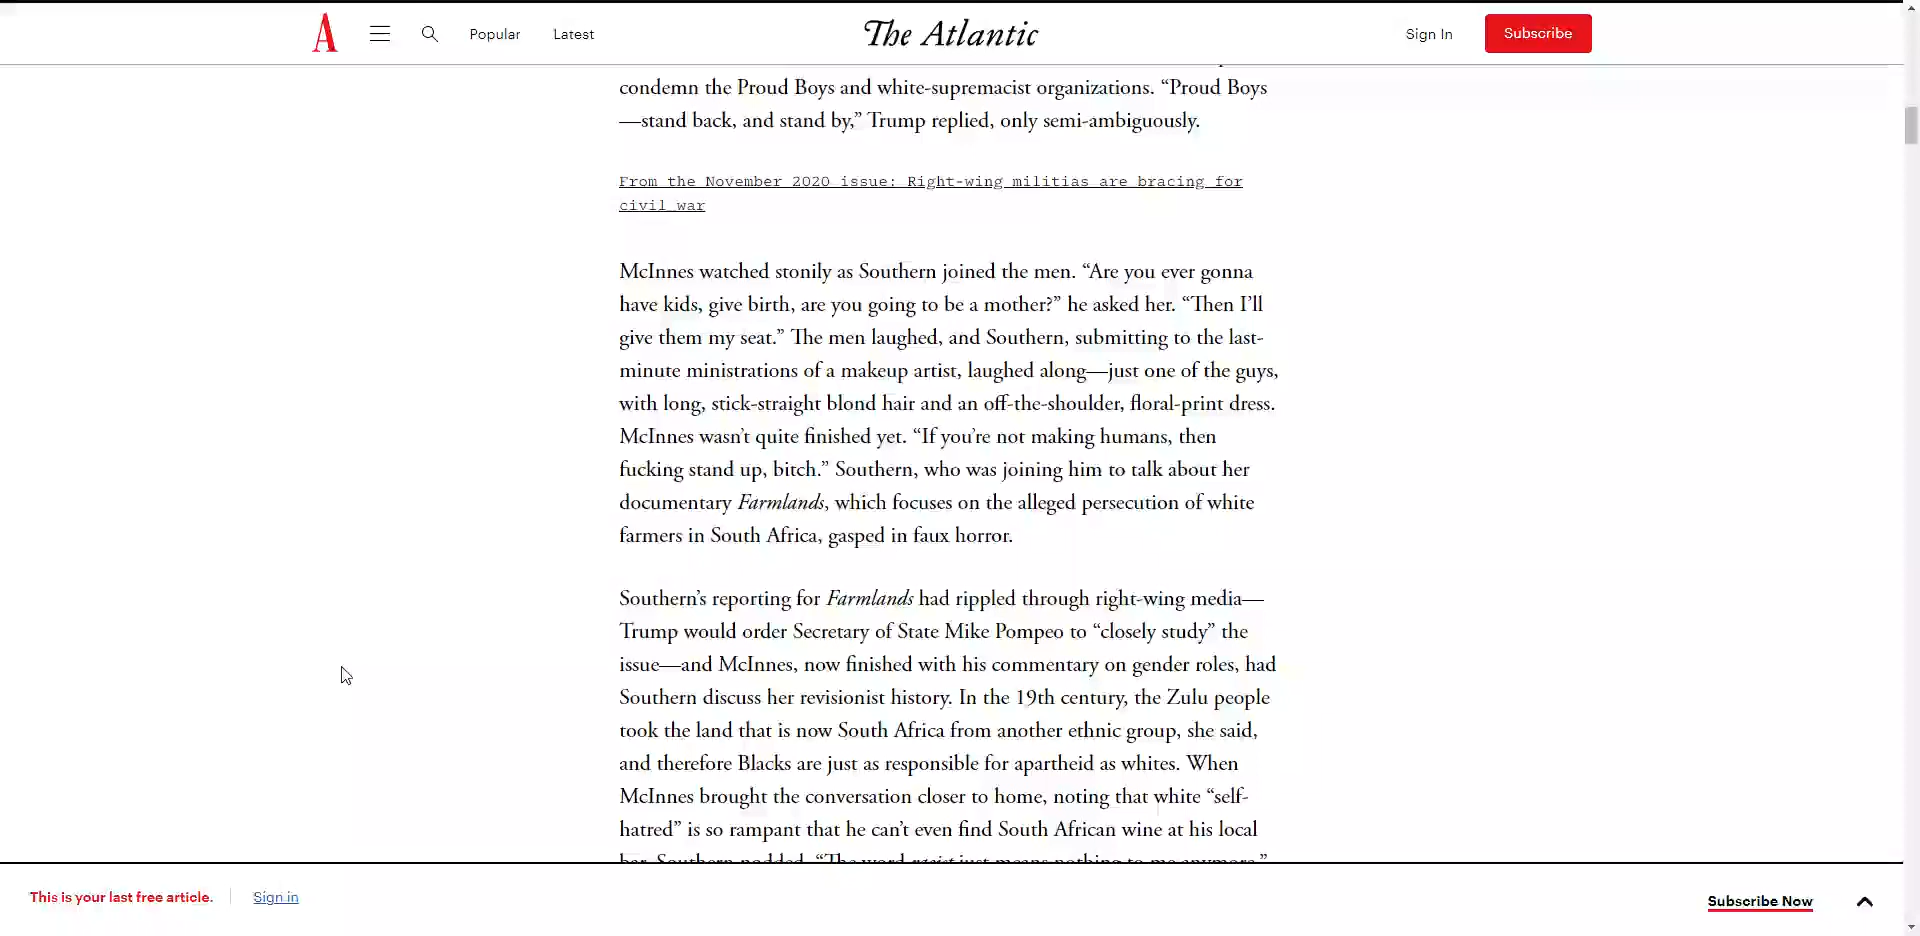 A
Popular
Latest
The Atlantic
Sign In
Subscribe
condemn the Proud Boys and white-supremacist organizations. “Proud Boys
—stand back, and stand by,” Trump replied, only semi-ambiguously.
From the November 2020 issue: Right-wing militias are bracing for
civil war
McInnes watched stonily as Southern joined the men. “Are you ever gonna
have kids, give birth, are you going to be a mother?” he asked her. “Then I’ll
give them my seat.” The men laughed, and Southern, submitting to the last-
minute ministrations of a makeup artist, laughed along—just one of the guys,
with long, stick-straight blond hair and an off-the-shoulder, floral-print dress.
McInnes wasn’t quite finished yet. “If you’re not making humans, then
fucking stand up, bitch.” Southern, who was joining him to talk about her
documentary Farmlands, which focuses on the alleged persecution of white
farmers in South Africa, gasped in faux horror.
Southern’s reporting for Farmlands had rippled through right-wing media—
Trump would order Secretary of State Mike Pompeo to “closely study” the
issue—and McInnes, now finished with his commentary on gender roles, had
Southern discuss her revisionist history. In the 19th century, the Zulu people
took the land that is now South Africa from another ethnic group, she said,
and therefore Blacks are just as responsible for apartheid as whites. When
McInnes brought the conversation closer to home, noting that white “self-
hatred” is so rampant that he can’t even find South African wine at his local
bar, Southern nodded. “The word racist just means nothing to me anymore.”
This is your last free article.
Sign in
Subscribe Now